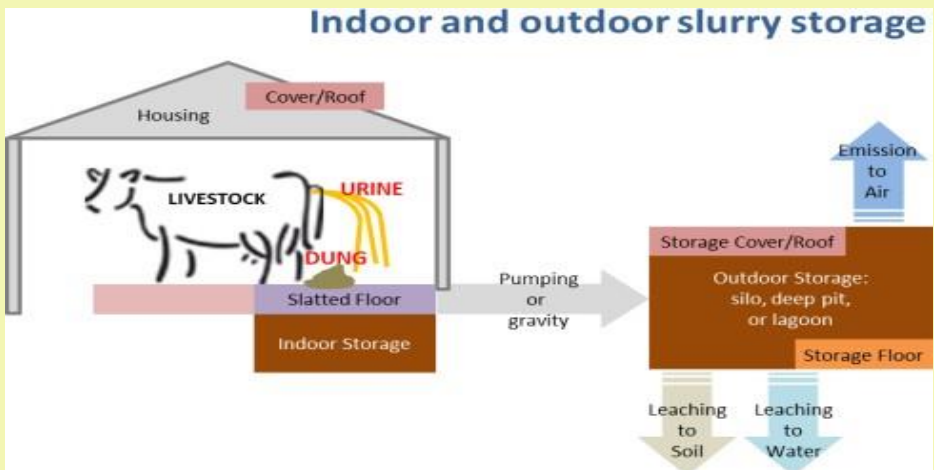 Indoor and outdoor slurry storage
Cover/Roof
Housing
LIVESTOCK
URINE
DUNG
Slatted Floor
Indoor Storage
Pumping
or
gravity
Emission
to
Air
Storage Cover/Roof
Outdoor Storage:
silo, deep pit,
or lagoon
Storage Floor
Leaching
to
Soil
Leaching
to
Water